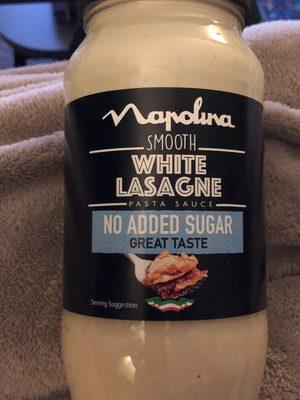 Napolina
SMOOTH
WHITE
LASAGNE
PASTA SAUCE
NO ADDED SUGAR
GREAT TASTE
Serving Suggestion